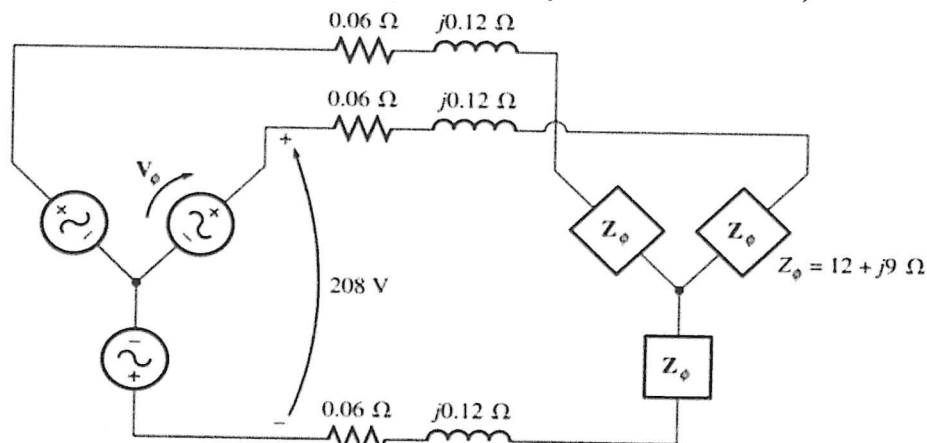 0.06 Ω j0.12 Ω
0.06 Ω j0.12 Ω
+
V_ϕ
+ − − +
Z_ϕ Z_ϕ
Z_ϕ = 12 + j9 Ω
208 V
−
+
Z_ϕ
− 0.06 Ω j0.12 Ω